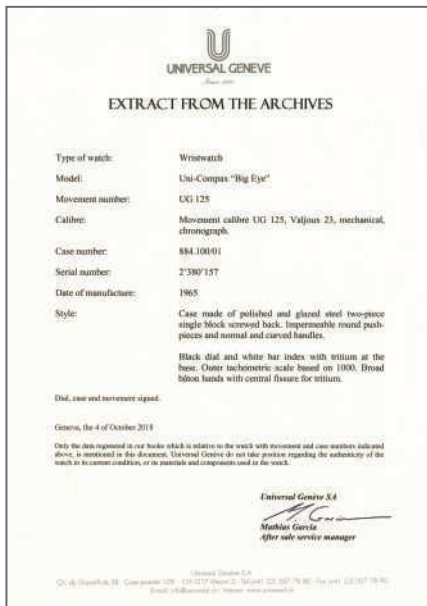 UNIVERSAL GENEVE
EXTRACT FROM THE ARCHIVES
Type of watch: Wristwatch
Model: Uni-Compax "Big Eye"
Movement number: UG 125
Calibre: Movement calibre UG 125, Valjoux 23, mechanical,
chronograph.
Case number: 884.100/01
Serial number: 2'380'157
Date of manufacture: 1965
Style: Case made of polished and glazed steel two-piece
single block screwed back. Impermeable round push-
pieces and normal and curved handles.
Black dial and white bar index with tritium at the
base. Outer tachometric scale based on 1000. Broad
bâton hands with central fissure for tritium.
Dial, case and movement signed.
Geneva, the 4 of October 2018
Only the data registered in our books which is relative to the watch with movement and case numbers indicated
above, is mentioned in this document. Universal Genève do not take position regarding the authenticity of the
watch in its current condition, or its materials and components used in the watch.
Universal Genève SA
Mathias Garcia
After sale service manager
Universal Genève S.A.